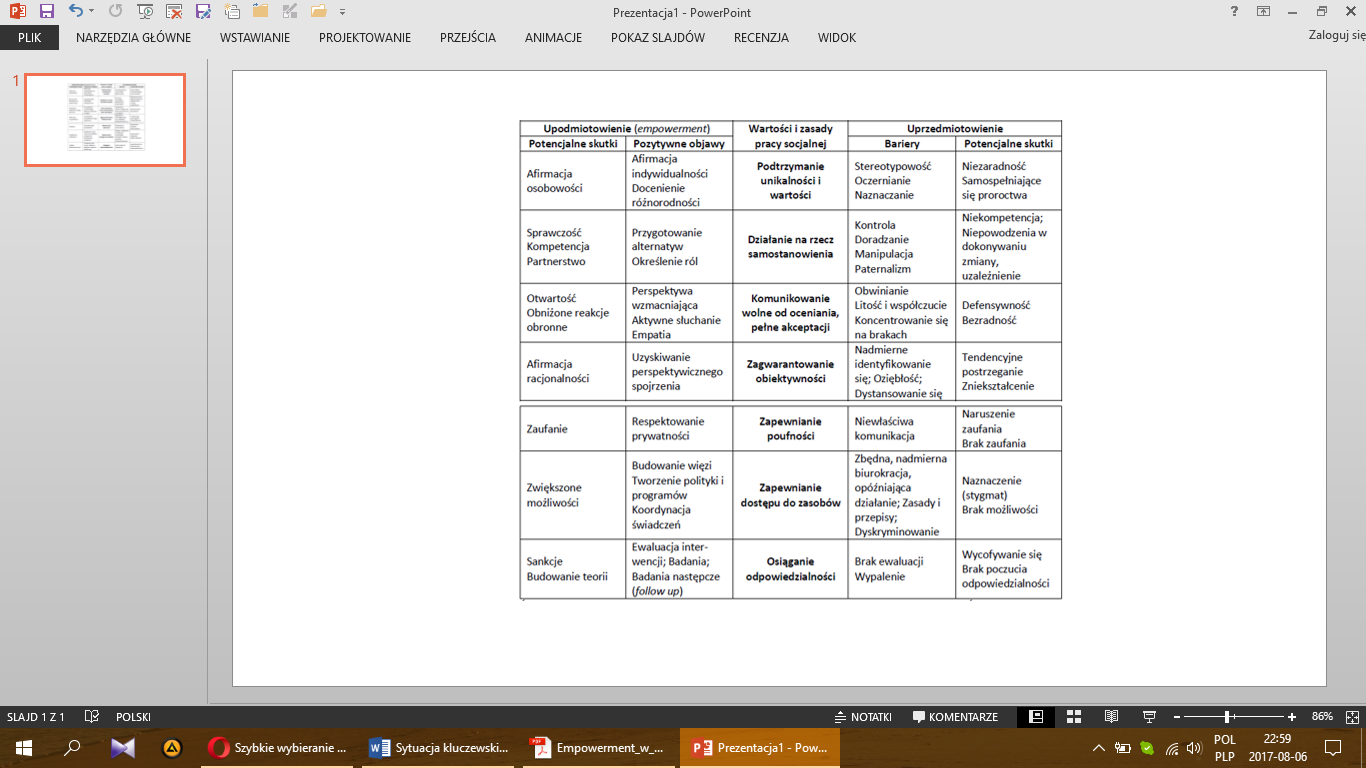 Prezentacja1 - PowerPoint
?
PLIK NARZĘDZIA GŁÓWNE WSTAWIANIE PROJEKTOWANIE PRZEJŚCIA ANIMACJE POKAZ SLAJDÓW RECENZJA WIDOK Zaloguj się
1
Upodmiotowienie (empowerment)
Wartości i zasady
pracy socjalnej
Uprzedmiotowienie
Potencjalne skutki
Pozytywne objawy
Bariery
Potencjalne skutki
Afirmacja
osobowości
Afirmacja
indywidualności
Docenienie
różnorodności
Podtrzymanie
unikalności i
wartości
Stereotypowość
Oczernianie
Naznaczanie
Niezaradność
Samospełniające
się proroctwa
Sprawczość
Kompetencja
Partnerstwo
Przygotowanie
alternatyw
Określenie ról
Działanie na rzecz
samostanowienia
Kontrola
Doradzanie
Manipulacja
Paternalizm
Niekompetencja;
Niepowodzenia w
dokonywaniu
zmiany,
uzależnienie
Otwartość
Obniżone reakcje
obronne
Perspektywa
wzmacniająca
Aktywne słuchanie
Empatia
Komunikowanie
wolne od oceniania,
pełne akceptacji
Obwinianie
Litość i współczucie
Koncentrowanie się
na brakach
Defensywność
Bezradność
Afirmacja
racjonalności
Uzyskiwanie
perspektywicznego
spojrzenia
Zagwarantowanie
obiektywności
Nadmierne
identyfikowanie
się; Oziębłość;
Dystansowanie się
Tendencyjne
postrzeganie
Zniekształcenie
Zaufanie
Respektowanie
prywatności
Zapewnianie
poufności
Niewłaściwa
komunikacja
Naruszenie
zaufania
Brak zaufania
Zwiększone
możliwości
Budowanie więzi
Tworzenie polityki i
programów
Koordynacja
świadczeń
Zapewnianie
dostępu do zasobów
Zbędna, nadmierna
biurokracja,
opóźniająca
działanie; Zasady i
przepisy;
Dyskryminowanie
Naznaczenie
(stygmat)
Brak możliwości
Sankcje
Budowanie teorii
Ewaluacja inter-
wencji; Badania;
Badania następcze
(follow up)
Osiąganie
odpowiedzialności
Brak ewaluacji
Wypalenie
Wycofywanie się
Brak poczucia
odpowiedzialności
SLAJD 1 Z 1 POLSKI NOTATKI KOMENTARZE 86%
Szybkie wybieranie ... Sytuacja kluczewski... Empowerment_w_... Prezentacja1 - Pow...
POL
PLP
22:59
2017-08-06